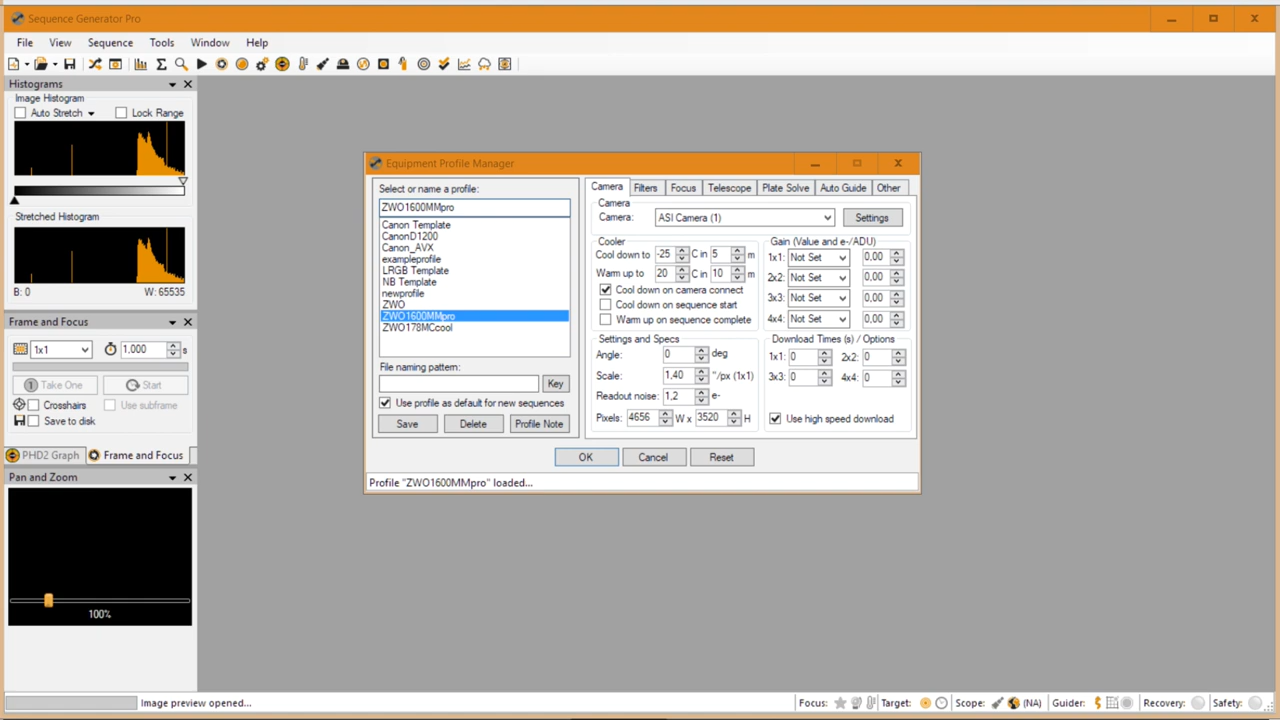 Sequence Generator Pro
File View Sequence Tools Window Help
Histograms
Image Histogram
Auto Stretch Lock Range
Stretched Histogram
B: 0 W: 65535
Frame and Focus
1x1 1.000 s
Take One Start
Crosshairs Use subframe
Save to disk
PHD2 Graph Frame and Focus
Pan and Zoom
100%
Equipment Profile Manager
Select or name a profile:
ZWO1600MMpro
Canon Template
CanonD1200
Canon_AVX
exampleprofile
LRGB Template
NB Template
newprofile
ZWO
ZWO1600MMpro
ZWO178MCcool
File naming pattern:
Key
Use profile as default for new sequences
Save Delete Profile Note
Camera Filters Focus Telescope Plate Solve Auto Guide Other
Camera
Camera: ASI Camera (1) Settings
Cooler
Cool down to -25 C in 5 m
Warm up to 20 C in 10 m
Cool down on camera connect
Cool down on sequence start
Warm up on sequence complete
Gain (Value and e-/ADU)
1x1: Not Set 0.00
2x2: Not Set 0.00
3x3: Not Set 0.00
4x4: Not Set 0.00
Settings and Specs
Angle: 0 deg
Scale: 1,40 "/px (1x1)
Readout noise: 1,2 e-
Pixels: 4656 W x 3520 H
Download Times (s) / Options
1x1: 0 2x2: 0
3x3: 0 4x4: 0
Use high speed download
OK Cancel Reset
Profile "ZWO1600MMpro" loaded...
Image preview opened...
Focus: Target: Scope: (NA) Guider: Recovery: Safety: